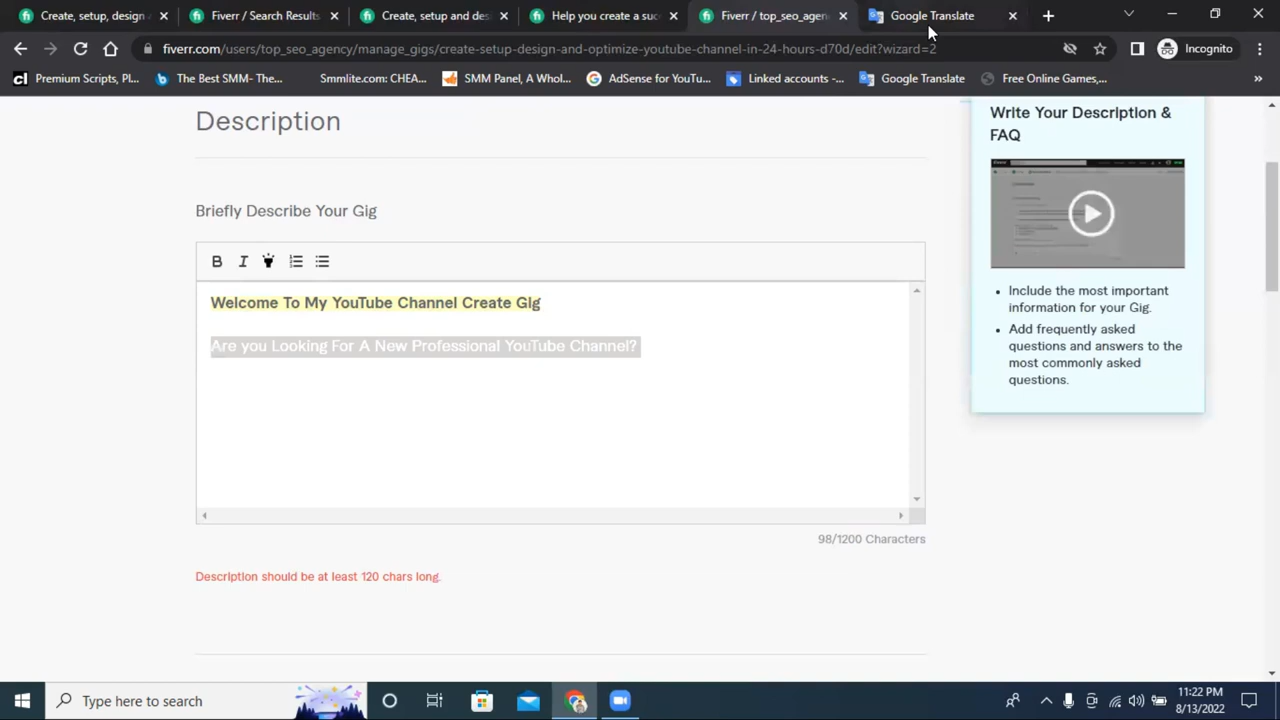 Create, setup, design
Fiverr / Search Results
Create, setup and des
Help you create a suc
Fiverr / top_seo_agen
Google Translate
fiverr.com/users/top_seo_agency/manage_gigs/create-setup-design-and-optimize-youtube-channel-in-24-hours-d70d/edit?wizard=2
Incognito
Premium Scripts, Pl...
The Best SMM- The...
Smmlite.com: CHEA...
SMM Panel, A Whol...
AdSense for YouTu...
Linked accounts -...
Google Translate
Free Online Games,...
Description
Write Your Description &
FAQ
Briefly Describe Your Gig
B I
Welcome To My YouTube Channel Create Gig
Are you Looking For A New Professional YouTube Channel?
Include the most important
information for your Gig.
Add frequently asked
questions and answers to the
most commonly asked
questions.
98/1200 Characters
Description should be at least 120 chars long.
Type here to search
11:22 PM
8/13/2022